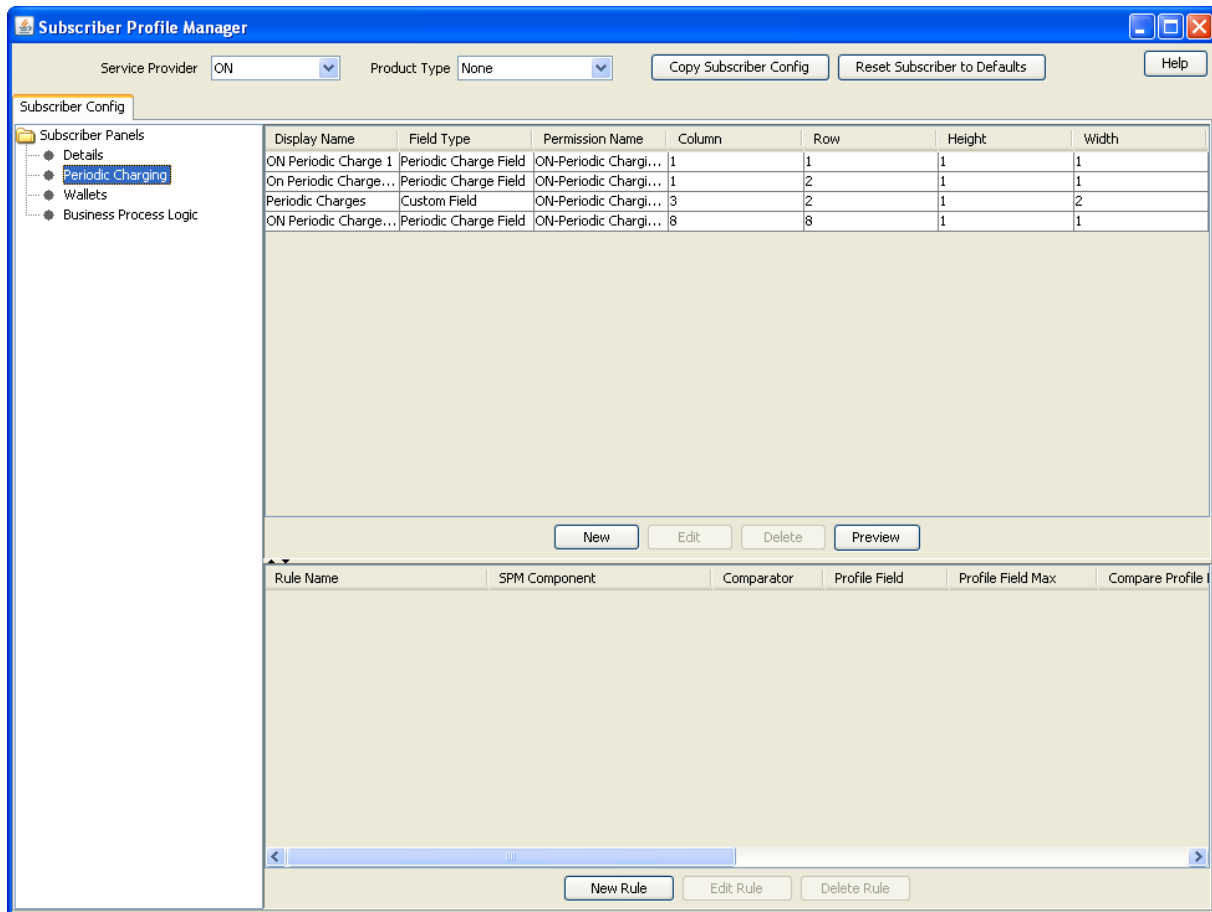 Subscriber Profile Manager
Service Provider ON Product Type None Copy Subscriber Config Reset Subscriber to Defaults Help
Subscriber Config
Subscriber Panels
Details
Periodic Charging
Wallets
Business Process Logic
Display Name Field Type Permission Name Column Row Height Width
ON Periodic Charge 1 Periodic Charge Field ON-Periodic Chargi... 1 1 1 1
On Periodic Charge... Periodic Charge Field ON-Periodic Chargi... 1 2 1 1
Periodic Charges Custom Field ON-Periodic Chargi... 3 2 1 2
ON Periodic Charge... Periodic Charge Field ON-Periodic Chargi... 8 8 1 1
New Edit Delete Preview
Rule Name SPM Component Comparator Profile Field Profile Field Max Compare Profile
New Rule Edit Rule Delete Rule